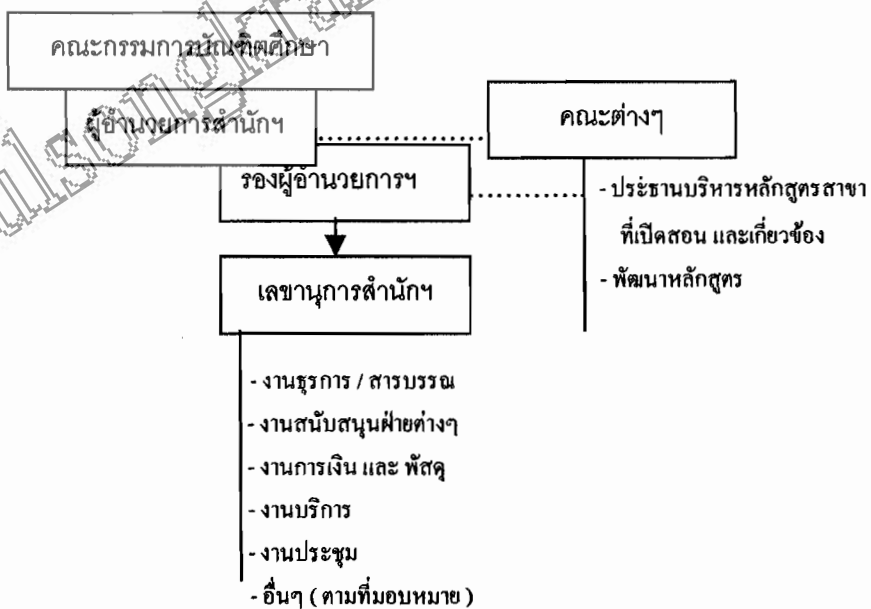 คณะกรรมการบัณฑิตศึกษา
ผู้อำนวยการสำนักฯ
คณะต่างๆ
รองผู้อำนวยการฯ
- ประธานบริหารหลักสูตรสาขา
ที่เปิดสอน และเกี่ยวข้อง
- พัฒนาหลักสูตร
เลขานุการสำนักฯ
- งานธุรการ / สารบรรณ
- งานสนับสนุนฝ่ายต่างๆ
- งานการเงิน และ พัสดุ
- งานบริการ
- งานประชุม
- อื่นๆ ( ตามที่มอบหมาย )